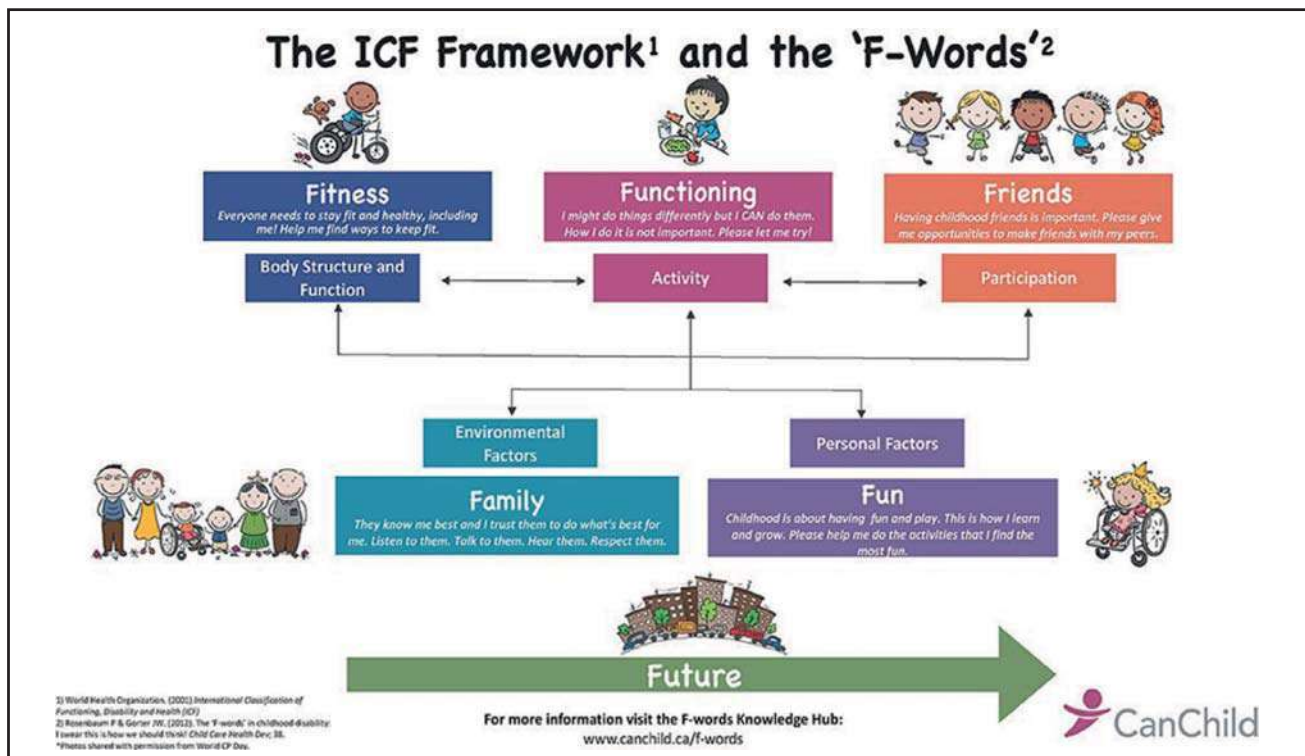 The ICF Framework¹ and the 'F-Words'²
Fitness
Everyone needs to stay fit and healthy, including
me! Help me find ways to keep fit.
Functioning
I might do things differently but I CAN do them.
How I do it is not important. Please let me try!
Friends
Having childhood friends is important. Please give
me opportunities to make friends with my peers.
Body Structure and
Function
Activity
Participation
Environmental
Factors
Personal Factors
Family
They know me best and I trust them to do what's best for
me. Listen to them. Talk to them. Hear them. Respect them.
Fun
Childhood is about having fun and play. This is how I learn
and grow. Please help me do the activities that I find the
most fun.
Future
1) World Health Organization. (2001) International Classification of
Functioning, Disability and Health (ICF)
2) Rosenbaum P & Gorter JW. (2012). The 'F-words' in childhood disability:
I swear this is how we should think! Child Care Health Dev; 38.
*Photos shared with permission from World CP Day.
For more information visit the F-words Knowledge Hub:
www.canchild.ca/f-words
CanChild